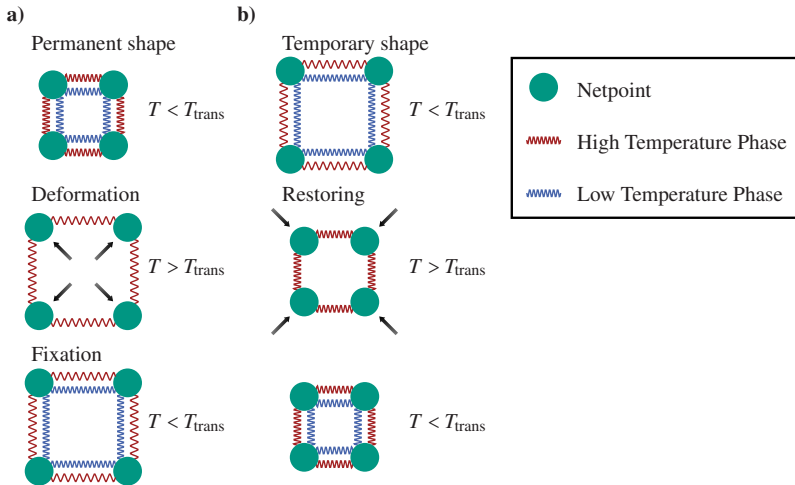 a)
Permanent shape
T < Ttrans
Deformation
T > Ttrans
Fixation
T < Ttrans
b)
Temporary shape
T < Ttrans
Restoring
T > Ttrans
T < Ttrans
Netpoint
High Temperature Phase
Low Temperature Phase